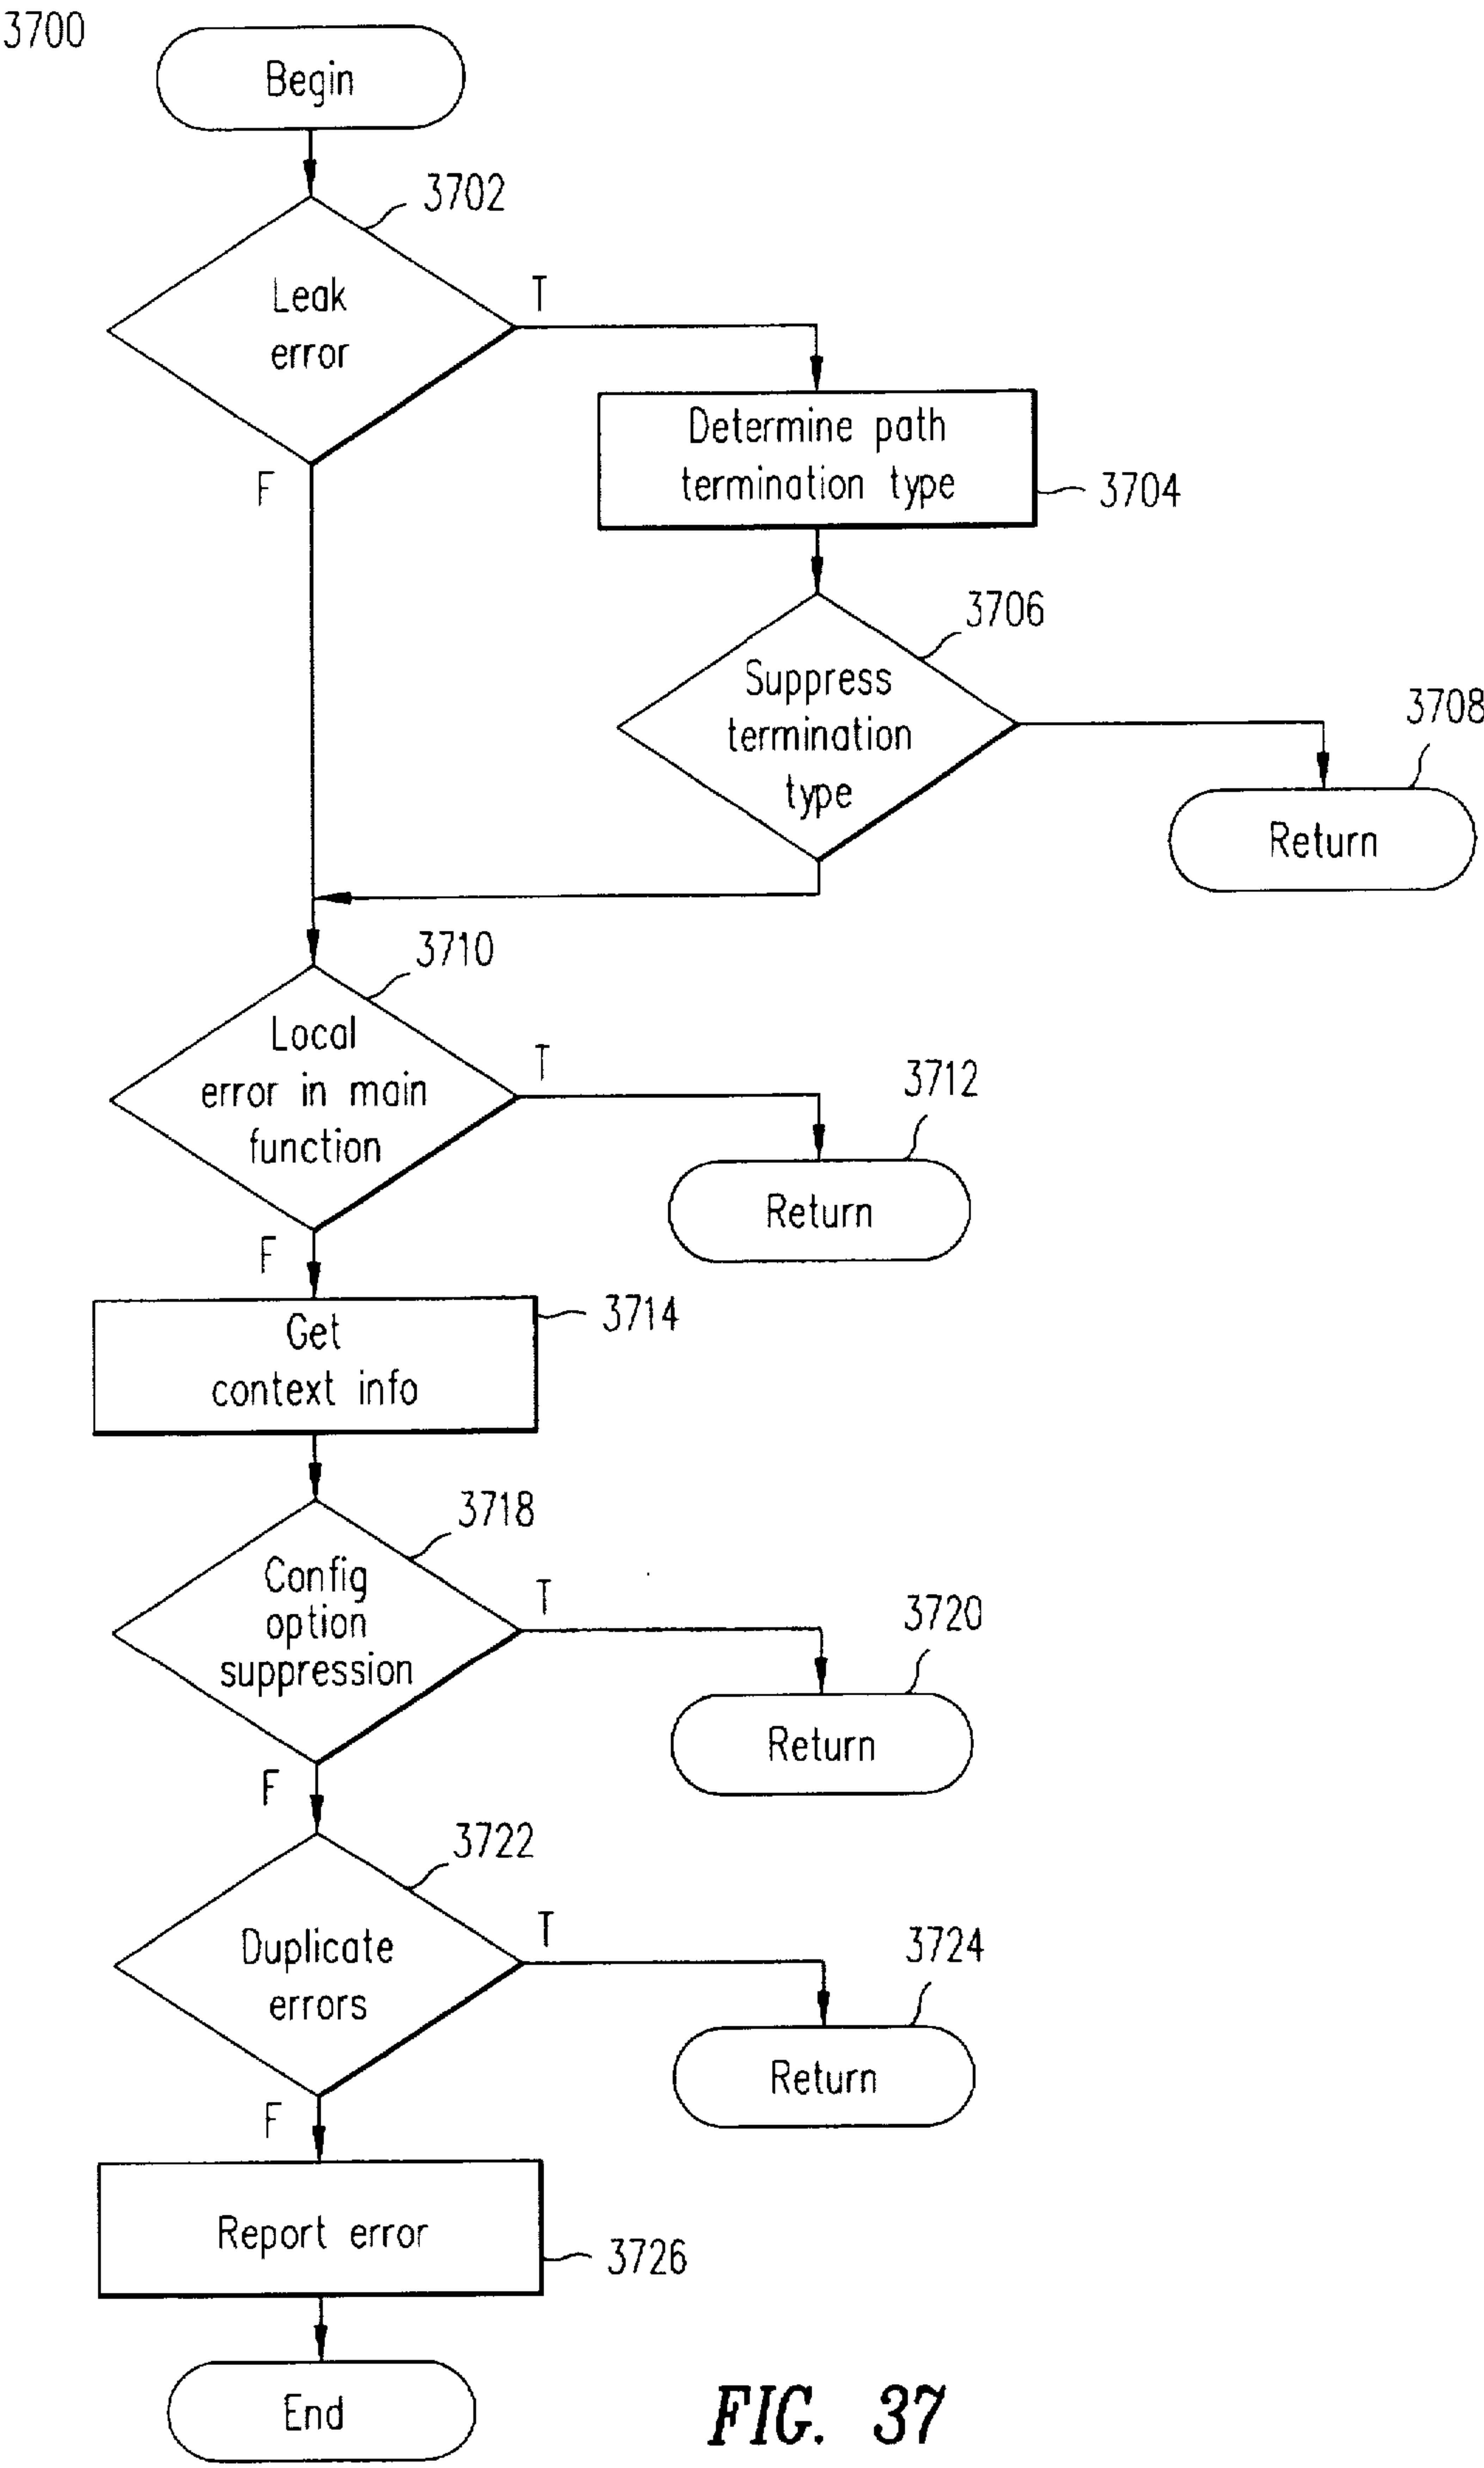 3700
Begin
3702
Leak
error
T
F
Determine path
termination type
3704
3706
Suppress
termination
type
3708
Return
3710
Local
error in main
function
T
3712
Return
F
Get
context info
3714
3718
Config
option
suppression
T
3720
Return
F
3722
Duplicate
errors
T
3724
Return
F
Report error
3726
End
FIG. 37